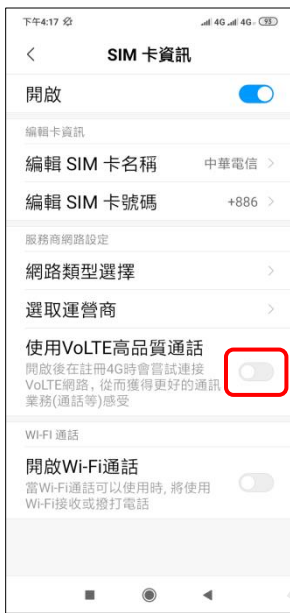 下午4:17
4G 4G 93
SIM 卡資訊
開啟
編輯卡資訊
編輯 SIM 卡名稱 中華電信
編輯 SIM 卡號碼 +886
服務商網路設定
網路類型選擇
選取運營商
使用VoLTE高品質通話
開啟後在註冊4G時會嘗試連接
VoLTE網路，從而獲得更好的通訊
業務(通話等)感受
WI-FI 通話
開啟Wi-Fi通話
當Wi-Fi通話可以使用時, 將使用
Wi-Fi接收或撥打電話